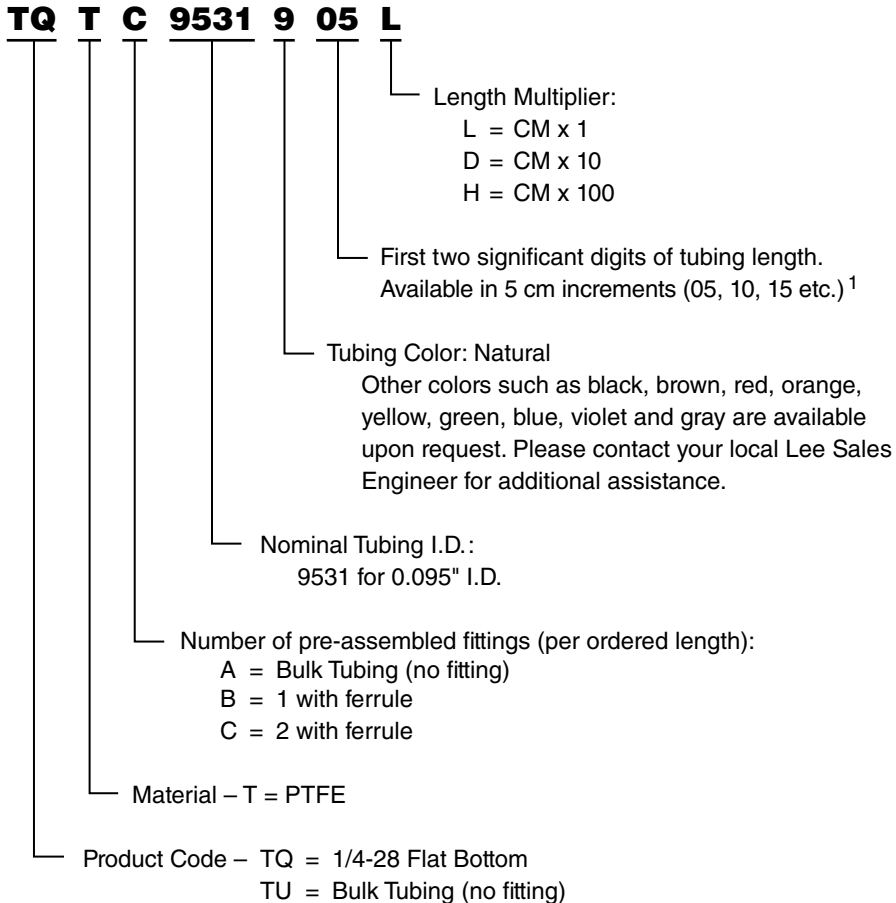 TQ T C 9531 9 05 L
Length Multiplier:
L = CM x 1
D = CM x 10
H = CM x 100
First two significant digits of tubing length.
Available in 5 cm increments (05, 10, 15 etc.)1
Tubing Color: Natural
Other colors such as black, brown, red, orange,
yellow, green, blue, violet and gray are available
upon request. Please contact your local Lee Sales
Engineer for additional assistance.
Nominal Tubing I.D.:
9531 for 0.095" I.D.
Number of pre-assembled fittings (per ordered length):
A = Bulk Tubing (no fitting)
B = 1 with ferrule
C = 2 with ferrule
Material – T = PTFE
Product Code – TQ = 1/4-28 Flat Bottom
TU = Bulk Tubing (no fitting)